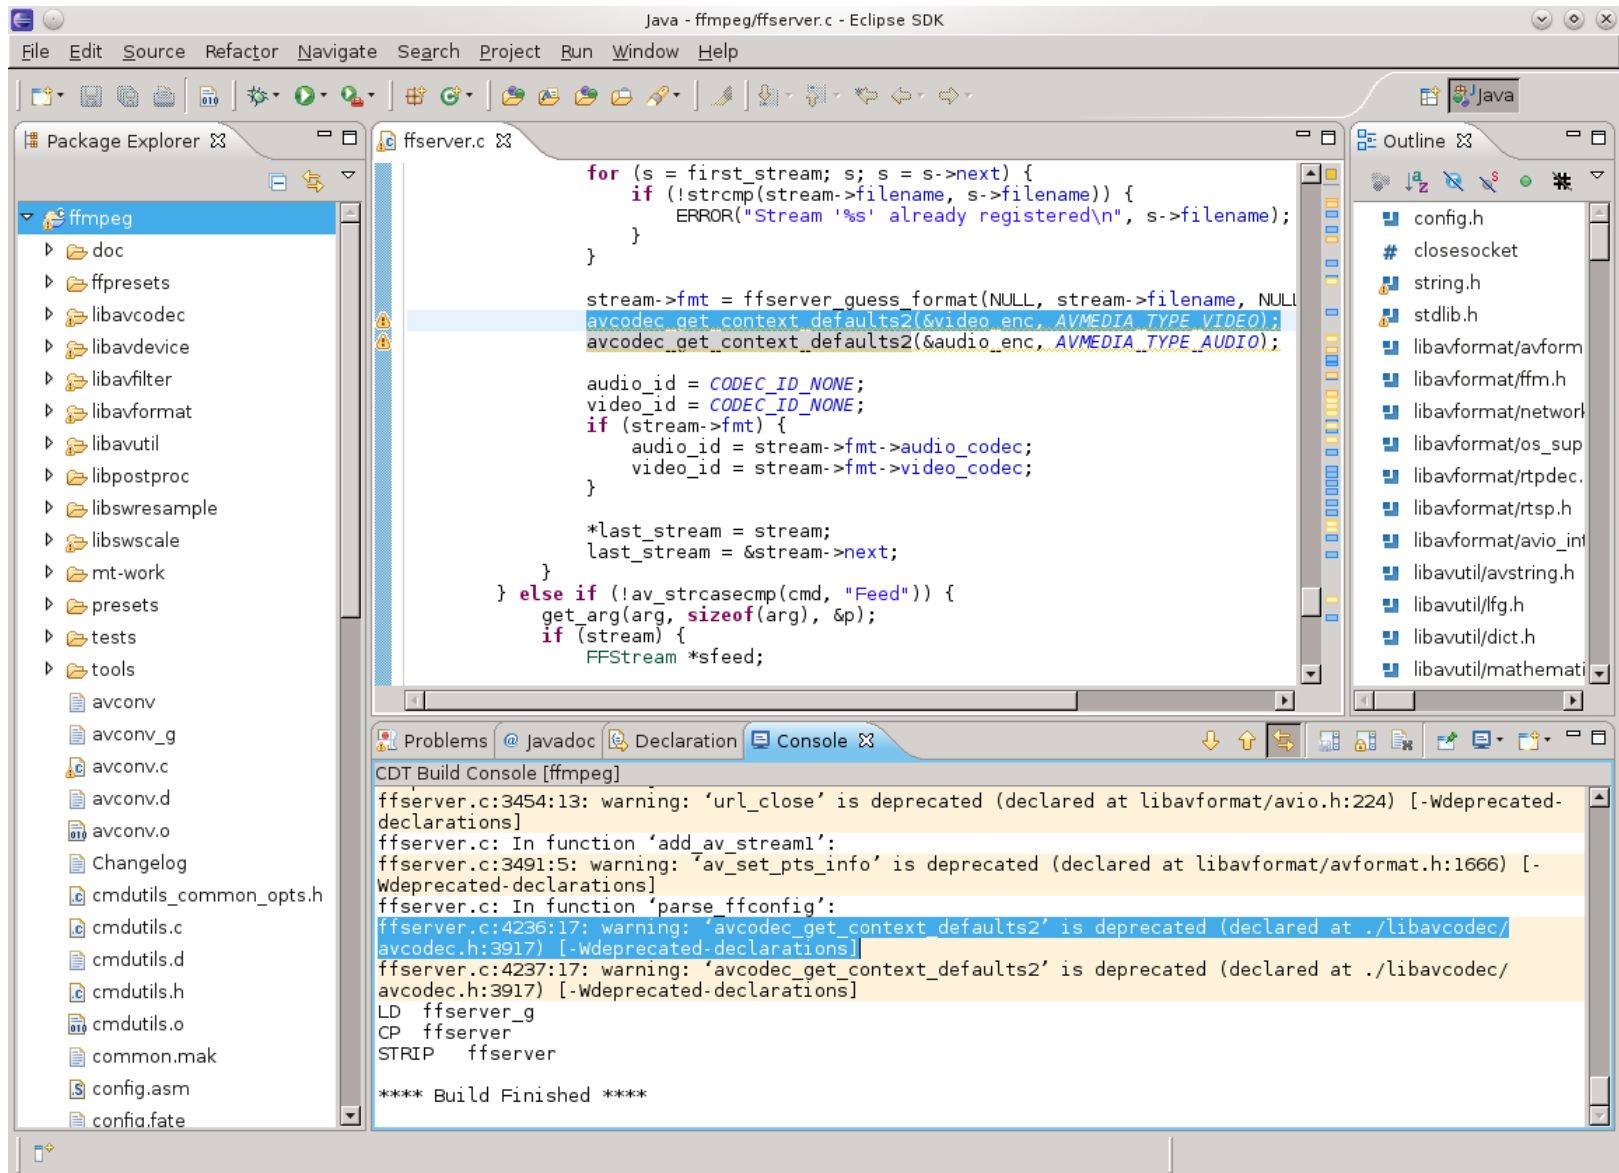 Java - ffmpeg/ffserver.c - Eclipse SDK
File Edit Source Refactor Navigate Search Project Run Window Help
Java
Package Explorer
ffmpeg
doc
ffpresets
libavcodec
libavdevice
libavfilter
libavformat
libavutil
libpostproc
libswresample
libswscale
mt-work
presets
tests
tools
avconv
avconv_g
avconv.c
avconv.d
avconv.o
Changelog
cmdutils_common_opts.h
cmdutils.c
cmdutils.d
cmdutils.h
cmdutils.o
common.mak
config.asm
config.fate
ffserver.c
for (s = first_stream; s; s = s->next) {
if (!strcmp(stream->filename, s->filename)) {
ERROR("Stream '%s' already registered\n", s->filename);
}
}
stream->fmt = ffserver_guess_format(NULL, stream->filename, NULL
avcodec_get_context_defaults2(&video_enc, AVMEDIA_TYPE_VIDEO);
avcodec_get_context_defaults2(&audio_enc, AVMEDIA_TYPE_AUDIO);
audio_id = CODEC_ID_NONE;
video_id = CODEC_ID_NONE;
if (stream->fmt) {
audio_id = stream->fmt->audio_codec;
video_id = stream->fmt->video_codec;
}
*last_stream = stream;
last_stream = &stream->next;
}
} else if (!av_strcasecmp(cmd, "Feed")) {
get_arg(arg, sizeof(arg), &p);
if (stream) {
FFStream *sfeed;
Outline
config.h
closesocket
string.h
stdlib.h
libavformat/avform
libavformat/ffm.h
libavformat/network
libavformat/os_sup
libavformat/rtpdec.
libavformat/rtsp.h
libavformat/avio_int
libavutil/avstring.h
libavutil/lfg.h
libavutil/dict.h
libavutil/mathemati
Problems @ Javadoc Declaration Console
CDT Build Console [ffmpeg]
ffserver.c:3454:13: warning: ‘url_close’ is deprecated (declared at libavformat/avio.h:224) [-Wdeprecated-
declarations]
ffserver.c: In function ‘add_av_stream1’:
ffserver.c:3491:5: warning: ‘av_set_pts_info’ is deprecated (declared at libavformat/avformat.h:1666) [-
Wdeprecated-declarations]
ffserver.c: In function ‘parse_ffconfig’:
ffserver.c:4236:17: warning: ‘avcodec_get_context_defaults2’ is deprecated (declared at ./libavcodec/
avcodec.h:3917) [-Wdeprecated-declarations]
ffserver.c:4237:17: warning: ‘avcodec_get_context_defaults2’ is deprecated (declared at ./libavcodec/
avcodec.h:3917) [-Wdeprecated-declarations]
LD ffserver_g
CP ffserver
STRIP ffserver
**** Build Finished ****